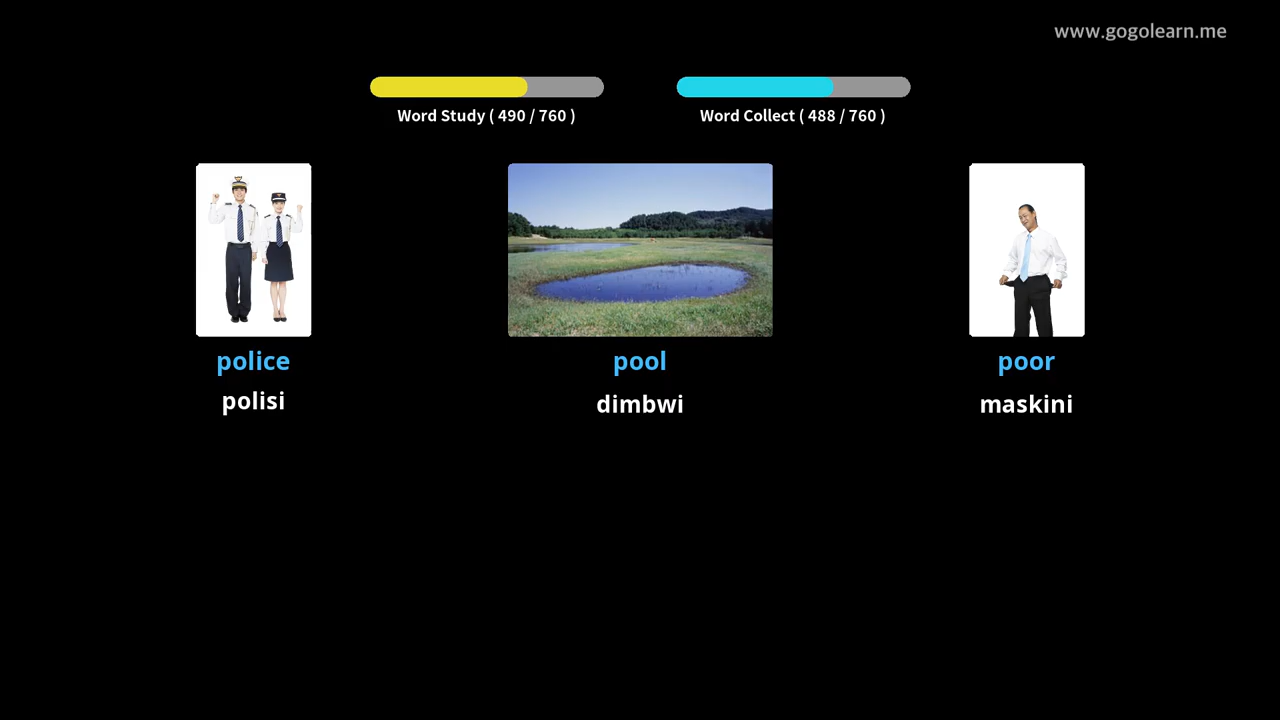 www.gogolearn.me
Word Study ( 490 / 760 )
Word Collect ( 488 / 760 )
police
pool
poor
polisi
dimbwi
maskini